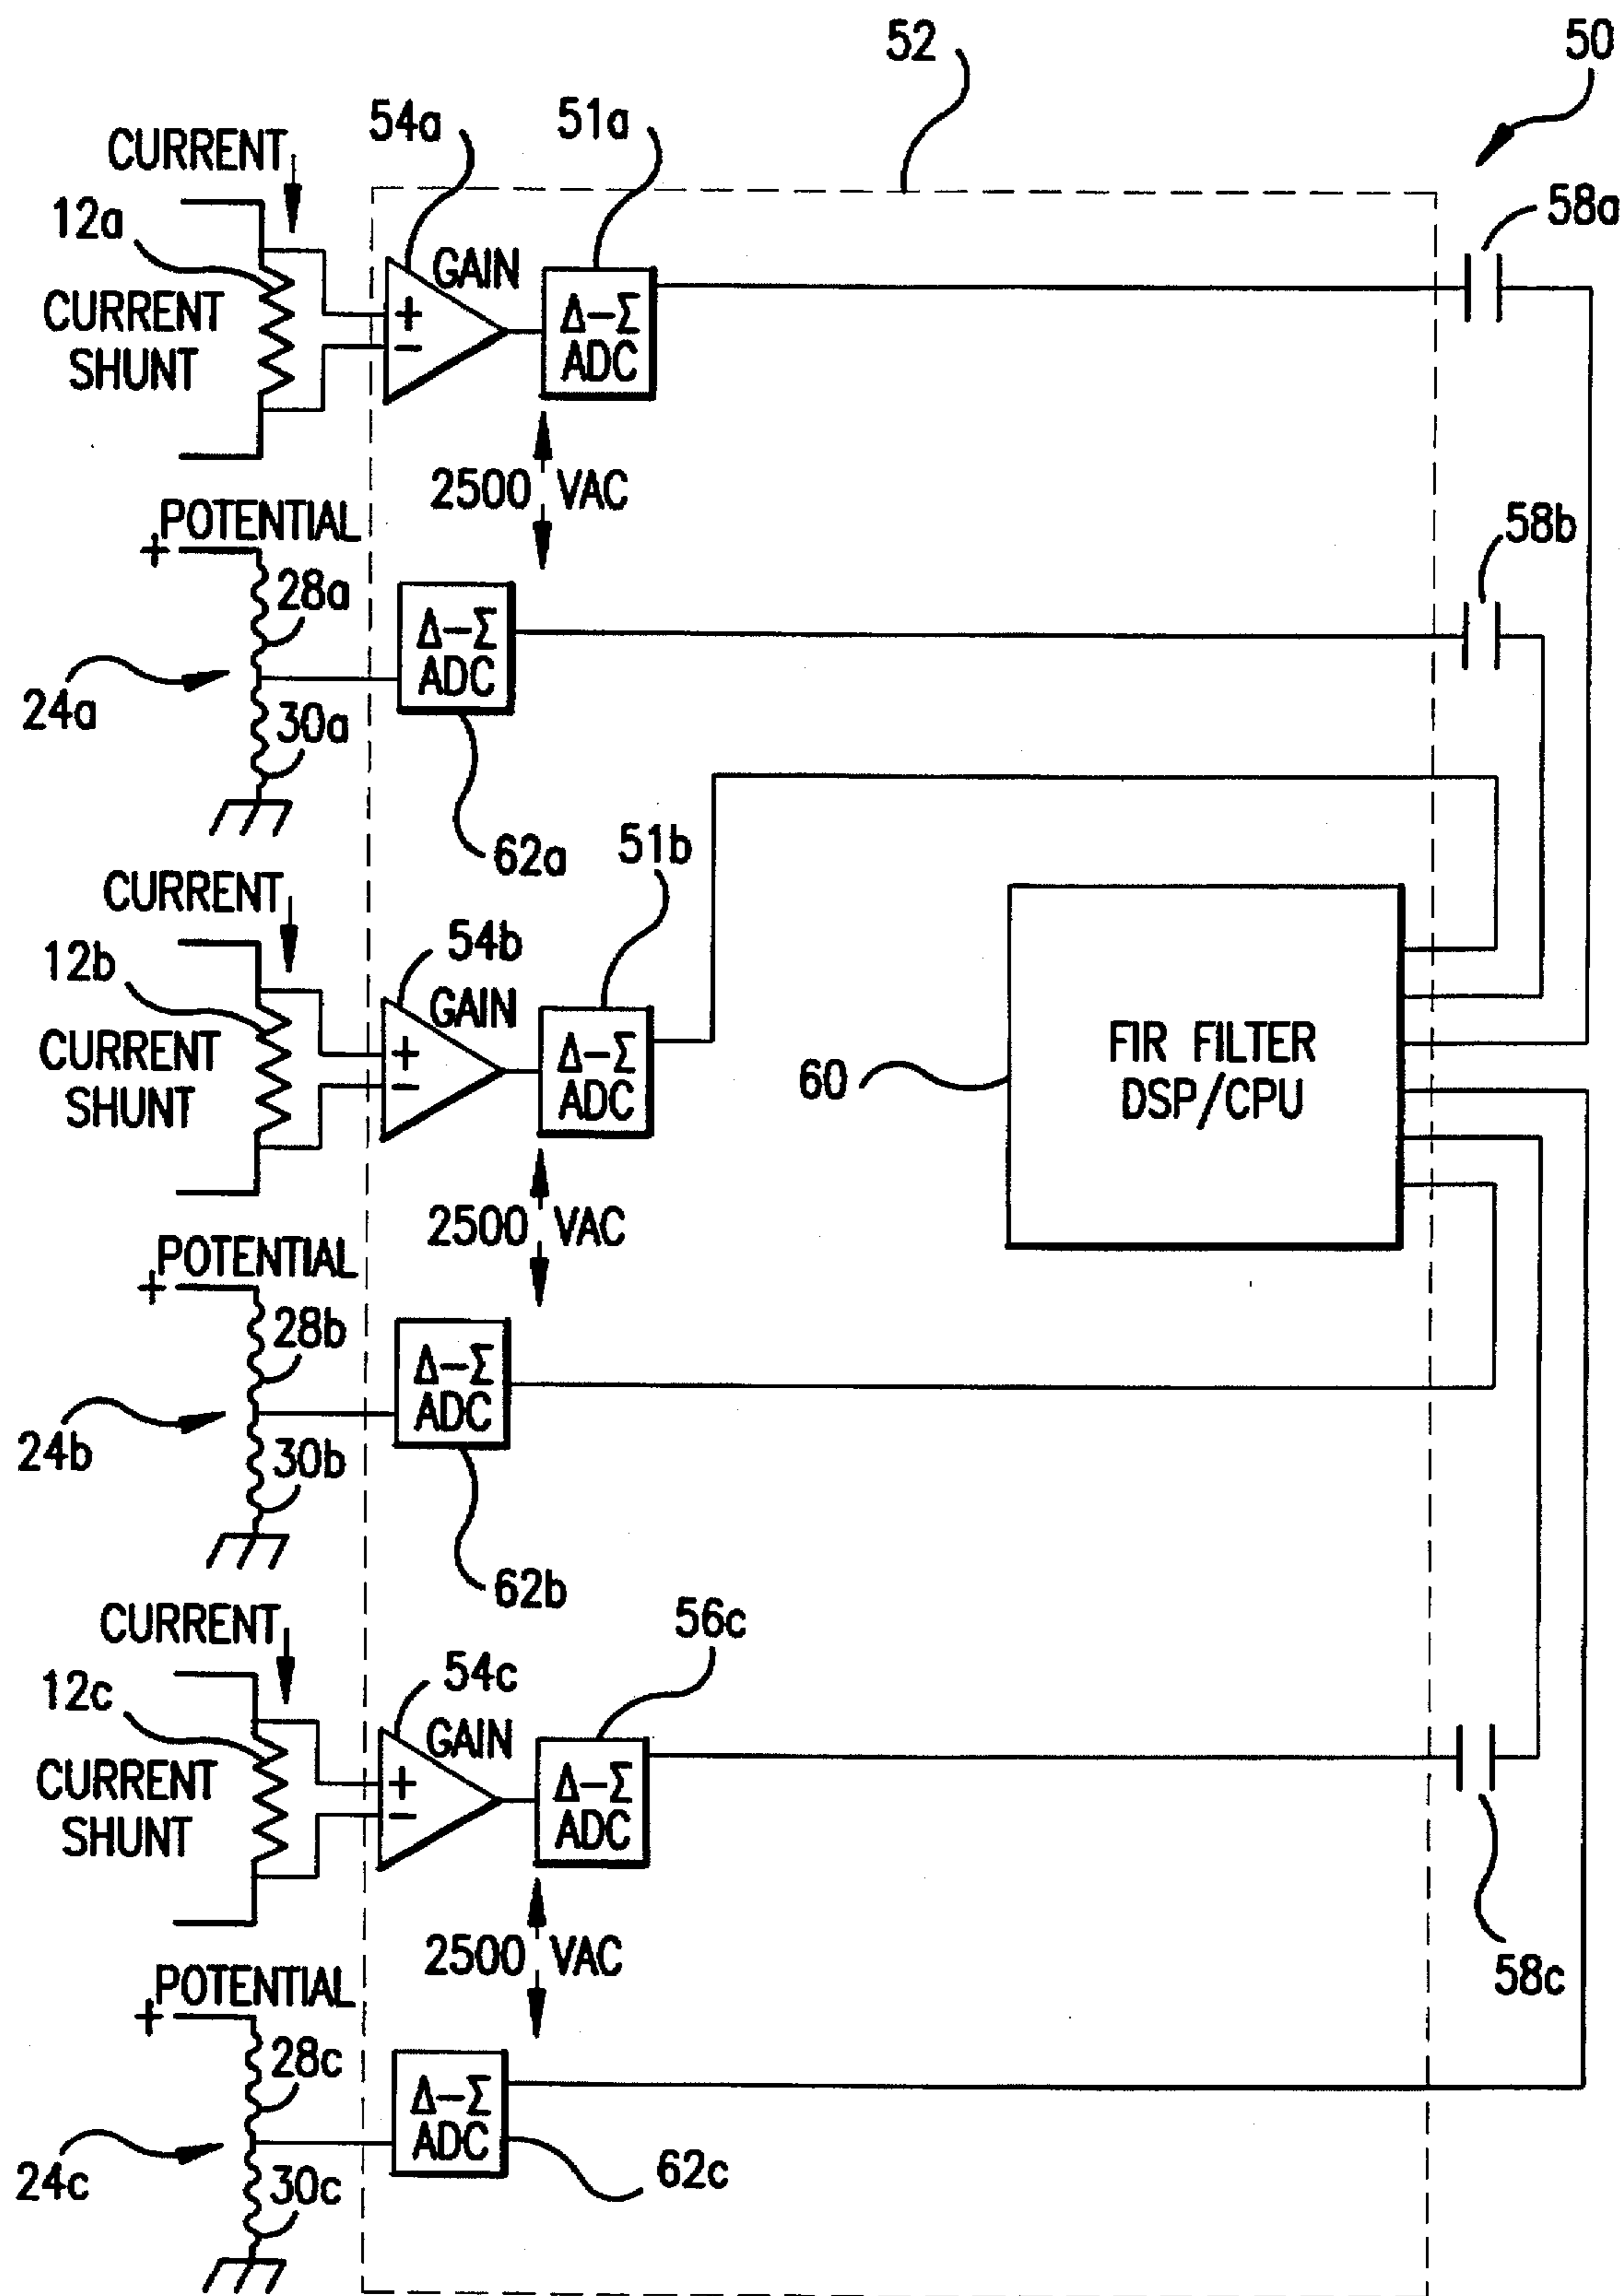 52
50
54a
51a
CURRENT
58a
12a
GAIN
CURRENT
SHUNT
+
−
Δ−Σ
ADC
2500 VAC
POTENTIAL
+
58b
28a
Δ−Σ
ADC
24a
30a
62a
51b
CURRENT
54b
12b
GAIN
CURRENT
SHUNT
+
−
Δ−Σ
ADC
60
FIR FILTER
DSP/CPU
2500 VAC
POTENTIAL
+
28b
Δ−Σ
ADC
24b
30b
62b
56c
CURRENT
54c
12c
GAIN
CURRENT
SHUNT
+
−
Δ−Σ
ADC
2500 VAC
58c
POTENTIAL
+
28c
Δ−Σ
ADC
24c
30c
62c